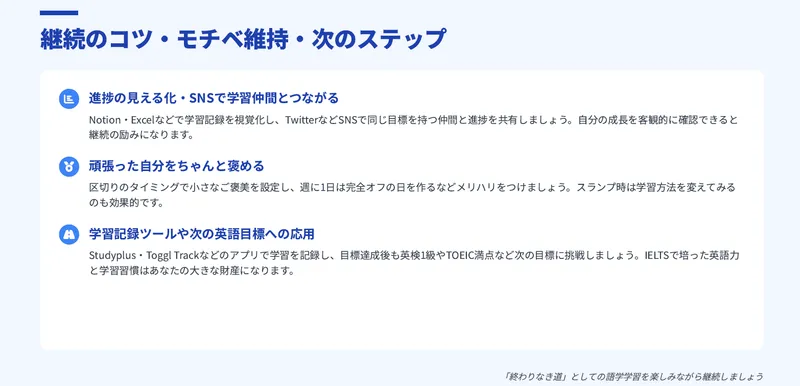 継続のコツ・モチベ維持・次のステップ
進捗の見える化・SNSで学習仲間とつながる
Notion・Excelなどで学習記録を視覚化し、TwitterなどSNSで同じ目標を持つ仲間と進捗を共有しましょう。自分の成長を客観的に確認できると
継続の励みになります。
頑張った自分をちゃんと褒める
区切りのタイミングで小さなご褒美を設定し、週に1日は完全オフの日を作るなどメリハリをつけましょう。スランプ時は学習方法を変えてみる
のも効果的です。
学習記録ツールや次の英語目標への応用
Studyplus・Toggl Trackなどのアプリで学習を記録し、目標達成後も英検1級やTOEIC満点など次の目標に挑戦しましょう。IELTSで培った英語力
と学習習慣はあなたの大きな財産になります。
「終わりなき道」としての語学学習を楽しみながら継続しましょう